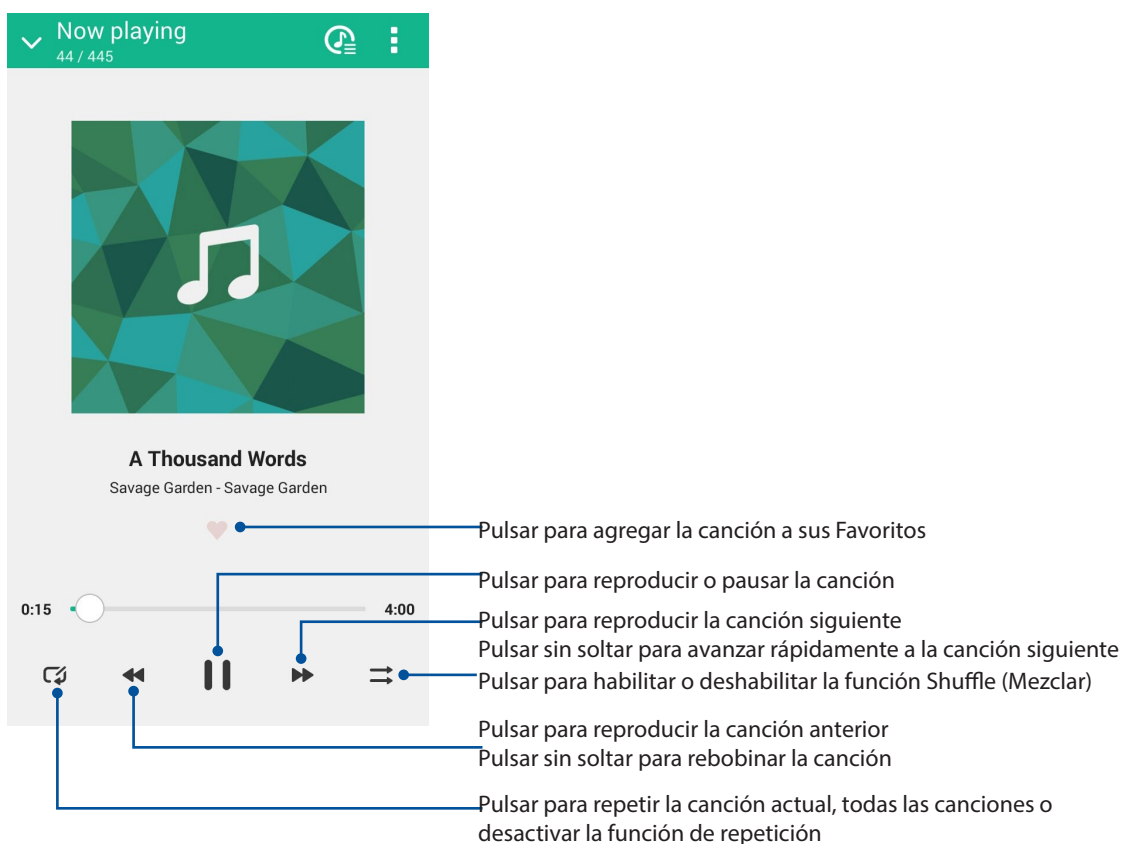 Now playing
44 / 445
A Thousand Words
Savage Garden - Savage Garden
Pulsar para agregar la canción a sus Favoritos
Pulsar para reproducir o pausar la canción
0:15
4:00
Pulsar para reproducir la canción siguiente
Pulsar sin soltar para avanzar rápidamente a la canción siguiente
Pulsar para habilitar o deshabilitar la función Shuffle (Mezclar)
Pulsar para reproducir la canción anterior
Pulsar sin soltar para rebobinar la canción
Pulsar para repetir la canción actual, todas las canciones o
desactivar la función de repetición